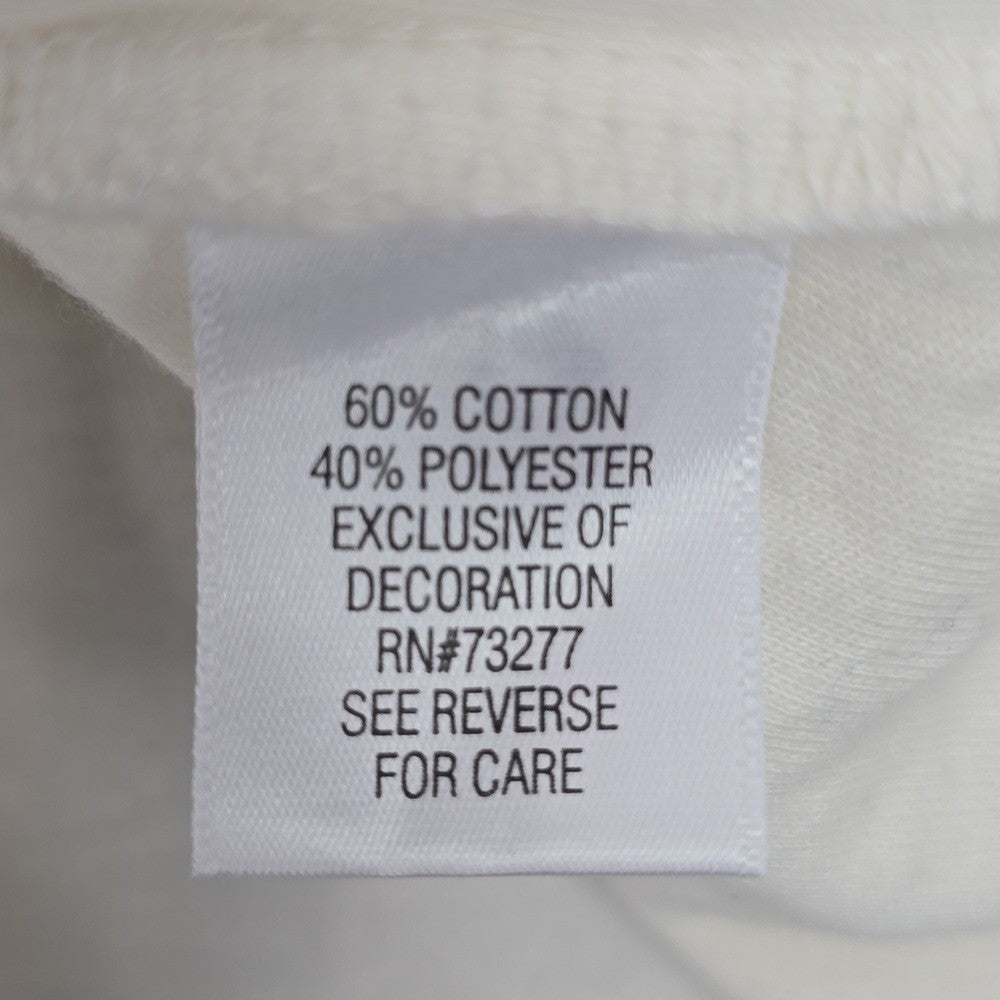 60% COTTON
40% POLYESTER
EXCLUSIVE OF
DECORATION
RN#73277
SEE REVERSE
FOR CARE